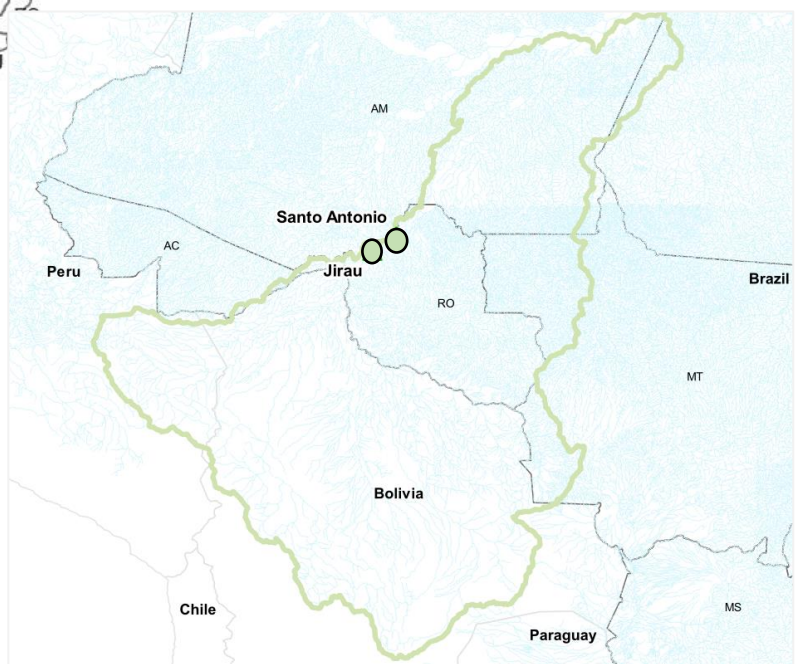 AM
Santo Antonio
AC
Peru
Jirau
Brazil
RO
MT
Bolivia
Chile
MS
Paraguay